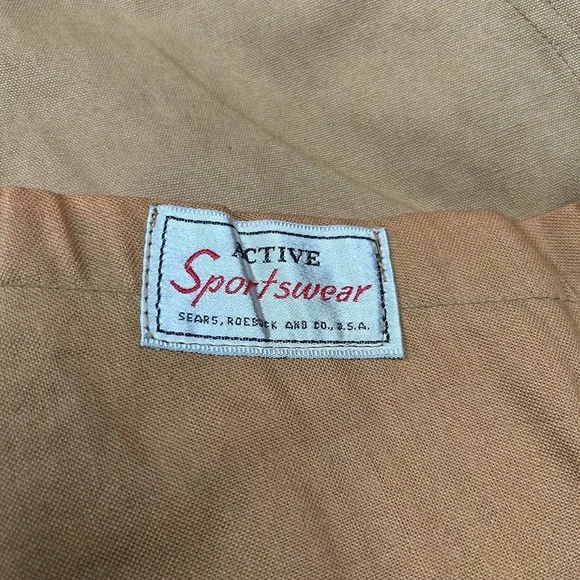 ACTIVE
Sportswear
SEARS, ROEBUCK AND CO., U.S.A.